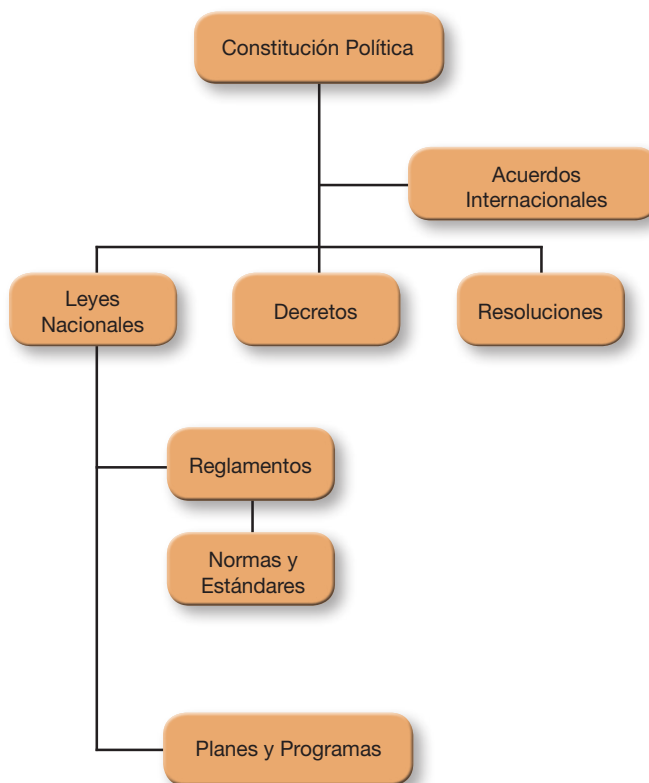 Constitución Política
Acuerdos
Internacionales
Leyes
Nacionales
Decretos
Resoluciones
Reglamentos
Normas y
Estándares
Planes y Programas